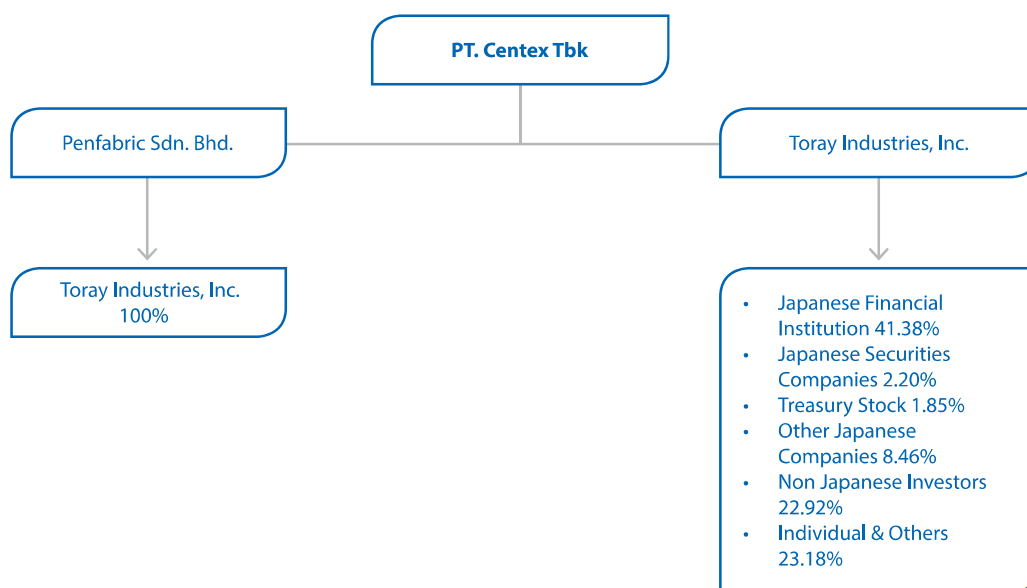 PT. Centex Tbk
Penfabric Sdn. Bhd.
Toray Industries, Inc.
Toray Industries, Inc.
100%
• Japanese Financial
Institution 41.38%
• Japanese Securities
Companies 2.20%
• Treasury Stock 1.85%
• Other Japanese
Companies 8.46%
• Non Japanese Investors
22.92%
• Individual & Others
23.18%